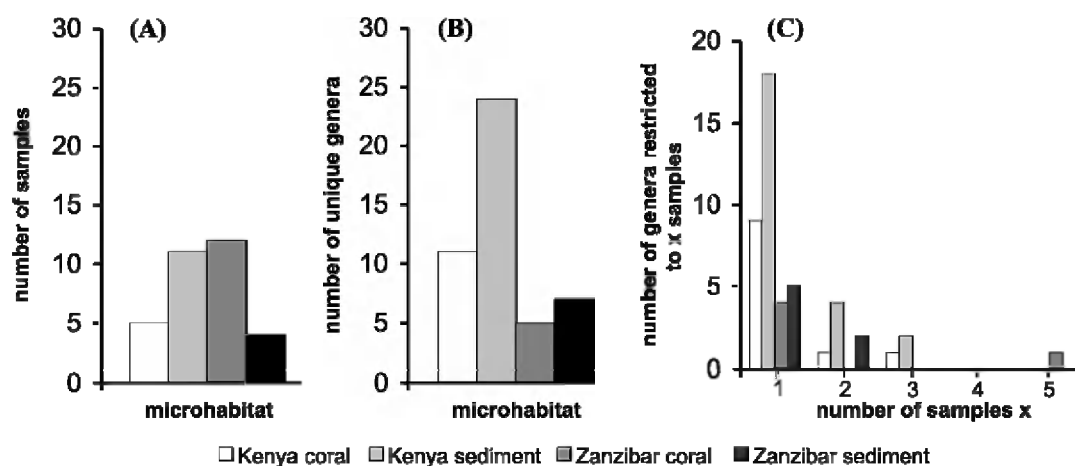 (A)
number of samples
30
25
20
15
10
5
0
microhabitat
(B)
number of unique genera
30
25
20
15
10
5
0
microhabitat
(C)
number of genera restricted
to x samples
20
15
10
5
0
1 2 3 4 5
number of samples x
Kenya coral Kenya sediment Zanzibar coral Zanzibar sediment